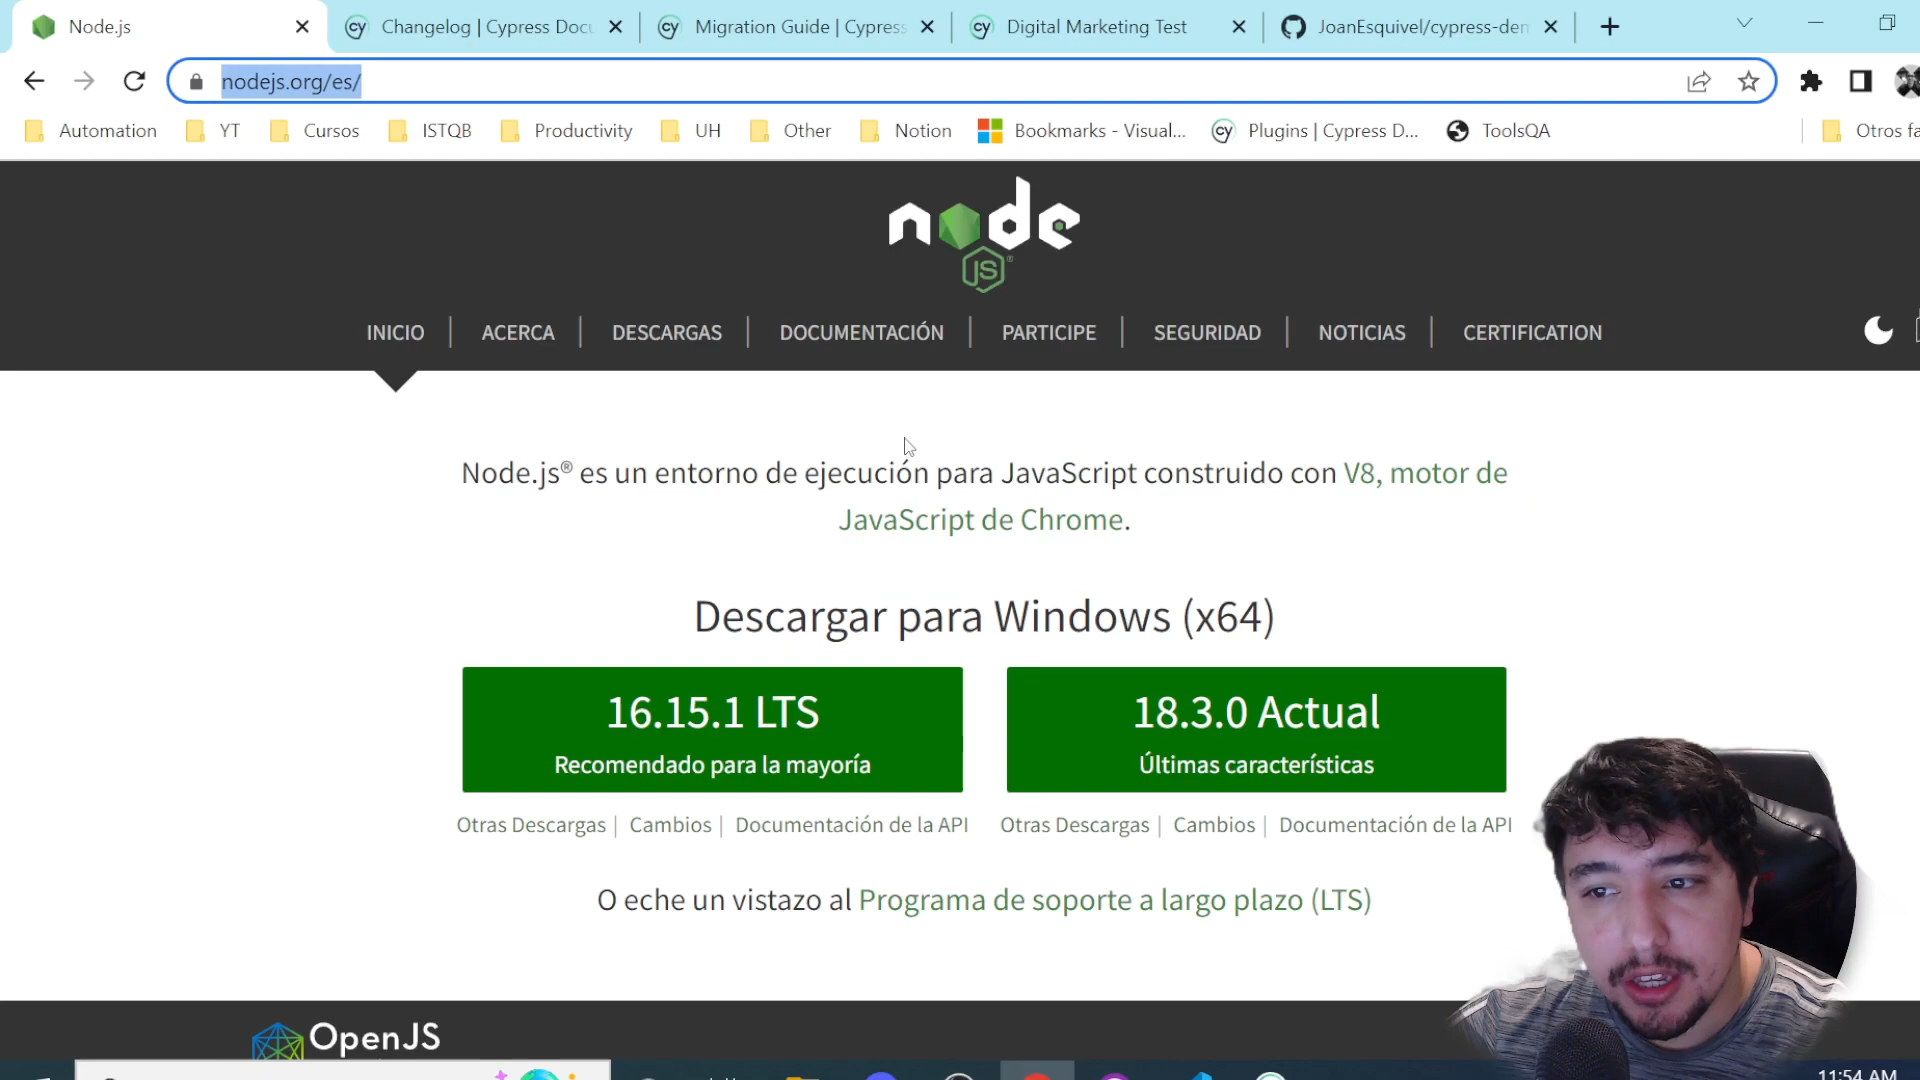 Node.js
Changelog | Cypress Docu
Migration Guide | Cypress
Digital Marketing Test
JoanEsquivel/cypress-dem
nodejs.org/es/
Automation
YT
Cursos
ISTQB
Productivity
UH
Other
Notion
Bookmarks - Visual...
Plugins | Cypress D...
ToolsQA
Otros fa
node
JS
INICIO | ACERCA | DESCARGAS | DOCUMENTACIÓN | PARTICIPE | SEGURIDAD | NOTICIAS | CERTIFICATION
Node.js® es un entorno de ejecución para JavaScript construido con V8, motor de
JavaScript de Chrome.
Descargar para Windows (x64)
16.15.1 LTS
Recomendado para la mayoría
18.3.0 Actual
Últimas características
Otras Descargas | Cambios | Documentación de la API
Otras Descargas | Cambios | Documentación de la API
O eche un vistazo al Programa de soporte a largo plazo (LTS)
OpenJS
11:54 AM